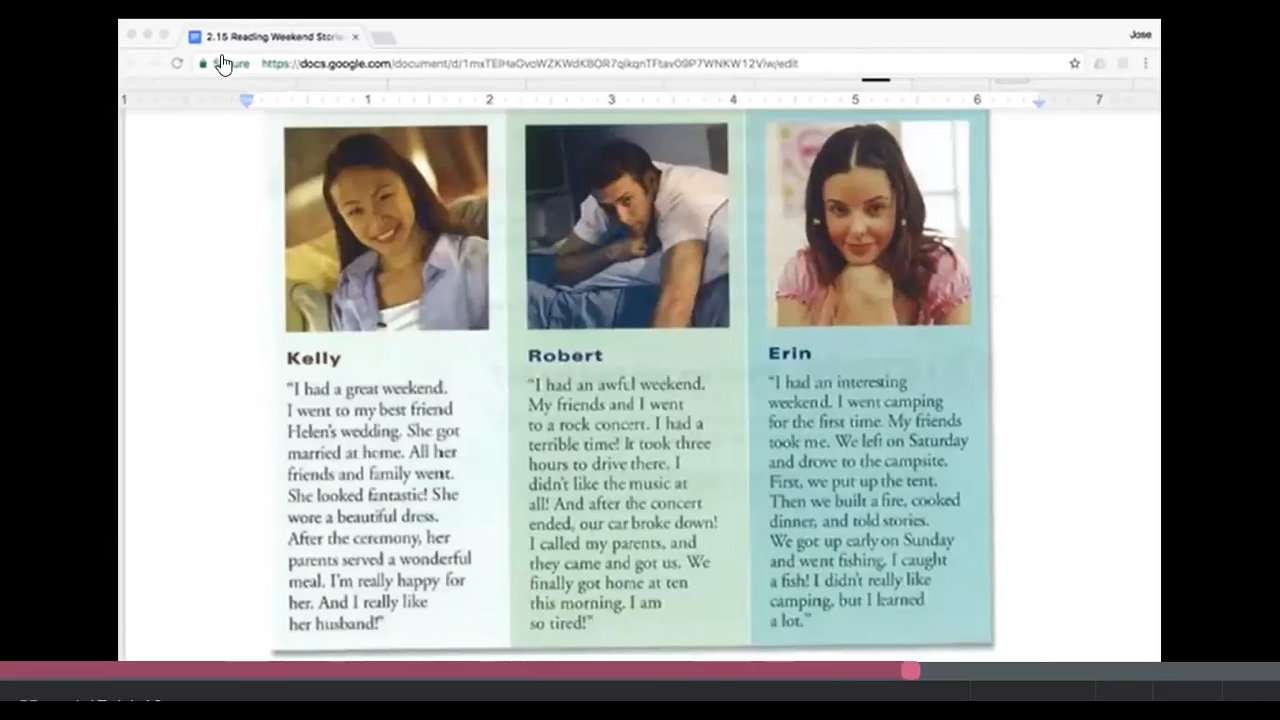 2.15 Reading Weekend Storie
Jose
https://docs.google.com/document/d/
1 1 2 3 4 5 6 7
Kelly
"I had a great weekend.
I went to my best friend
Helen's wedding. She got
married at home. All her
friends and family went.
She looked fantastic! She
wore a beautiful dress.
After the ceremony, her
parents served a wonderful
meal. I'm really happy for
her. And I really like
her husband!"
Robert
"I had an awful weekend.
My friends and I went
to a rock concert. I had a
terrible time! It took three
hours to drive there. I
didn't like the music at
all! And after the concert
ended, our car broke down!
I called my parents, and
they came and got us. We
finally got home at ten
this morning. I am
so tired!"
Erin
"I had an interesting
weekend. I went camping
for the first time. My friends
took me. We left on Saturday
and drove to the campsite.
First, we put up the tent.
Then we built a fire, cooked
dinner, and told stories.
We got up early on Sunday
and went fishing. I caught
a fish! I didn't really like
camping, but I learned
a lot."